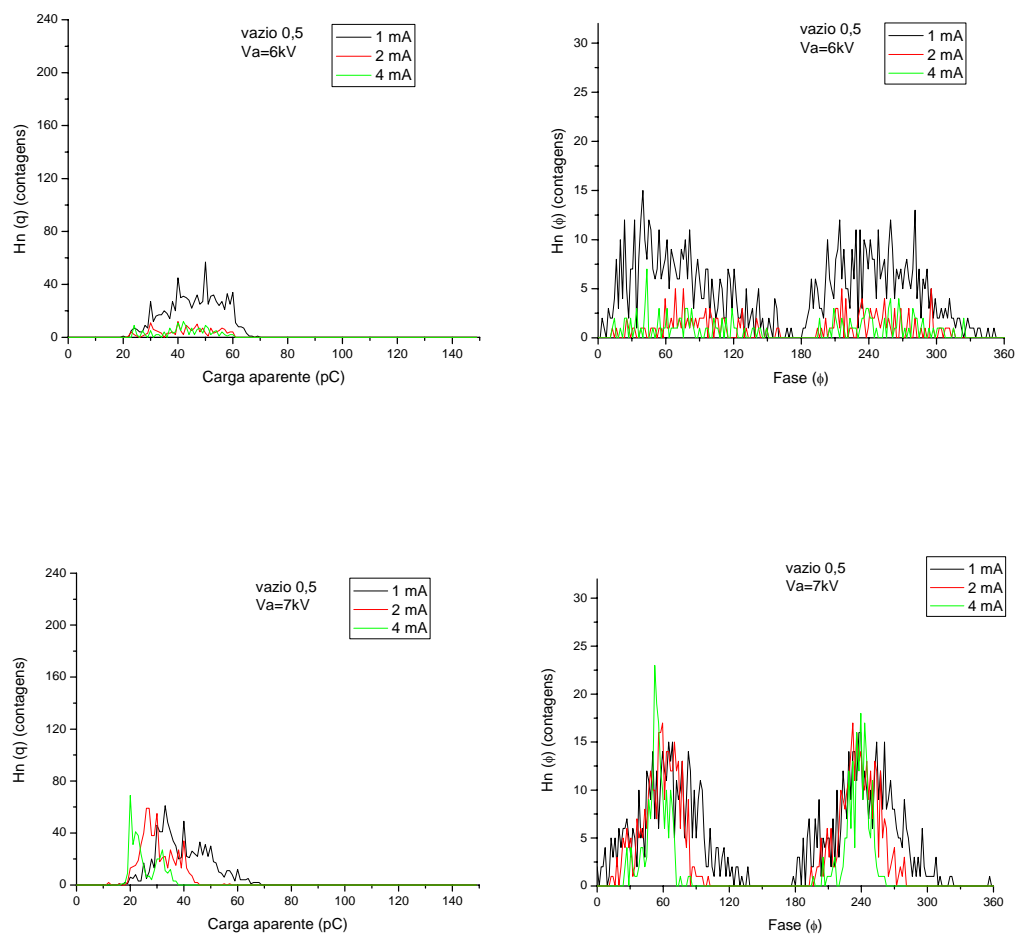 vazio 0,5
Va=6kV
1 mA
2 mA
4 mA
Hn (q) (contagens)
240
200
160
120
80
40
0
0 20 40 60 80 100 120 140
Carga aparente (pC)
vazio 0,5
Va=6kV
1 mA
2 mA
4 mA
Hn (ϕ) (contagens)
30
25
20
15
10
5
0
0 60 120 180 240 300 360
Fase (ϕ)
vazio 0,5
Va=7kV
1 mA
2 mA
4 mA
Hn (q) (contagens)
240
200
160
120
80
40
0
0 20 40 60 80 100 120 140
Carga aparente (pC)
vazio 0,5
Va=7kV
1 mA
2 mA
4 mA
Hn (ϕ) (contagens)
30
25
20
15
10
5
0
0 60 120 180 240 300 360
Fase (ϕ)